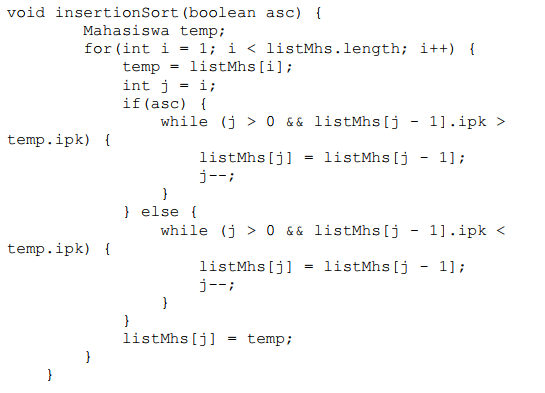 void insertionSort(boolean asc) {
        Mahasiswa temp;
        for(int i = 1; i < listMhs.length; i++) {
            temp = listMhs[i];
            int j = i;
            if(asc) {
                while (j > 0 && listMhs[j - 1].ipk >
temp.ipk) {
                    listMhs[j] = listMhs[j - 1];
                    j--;
                }
            } else {
                while (j > 0 && listMhs[j - 1].ipk <
temp.ipk) {
                    listMhs[j] = listMhs[j - 1];
                    j--;
                }
            }
            listMhs[j] = temp;
        }
    }